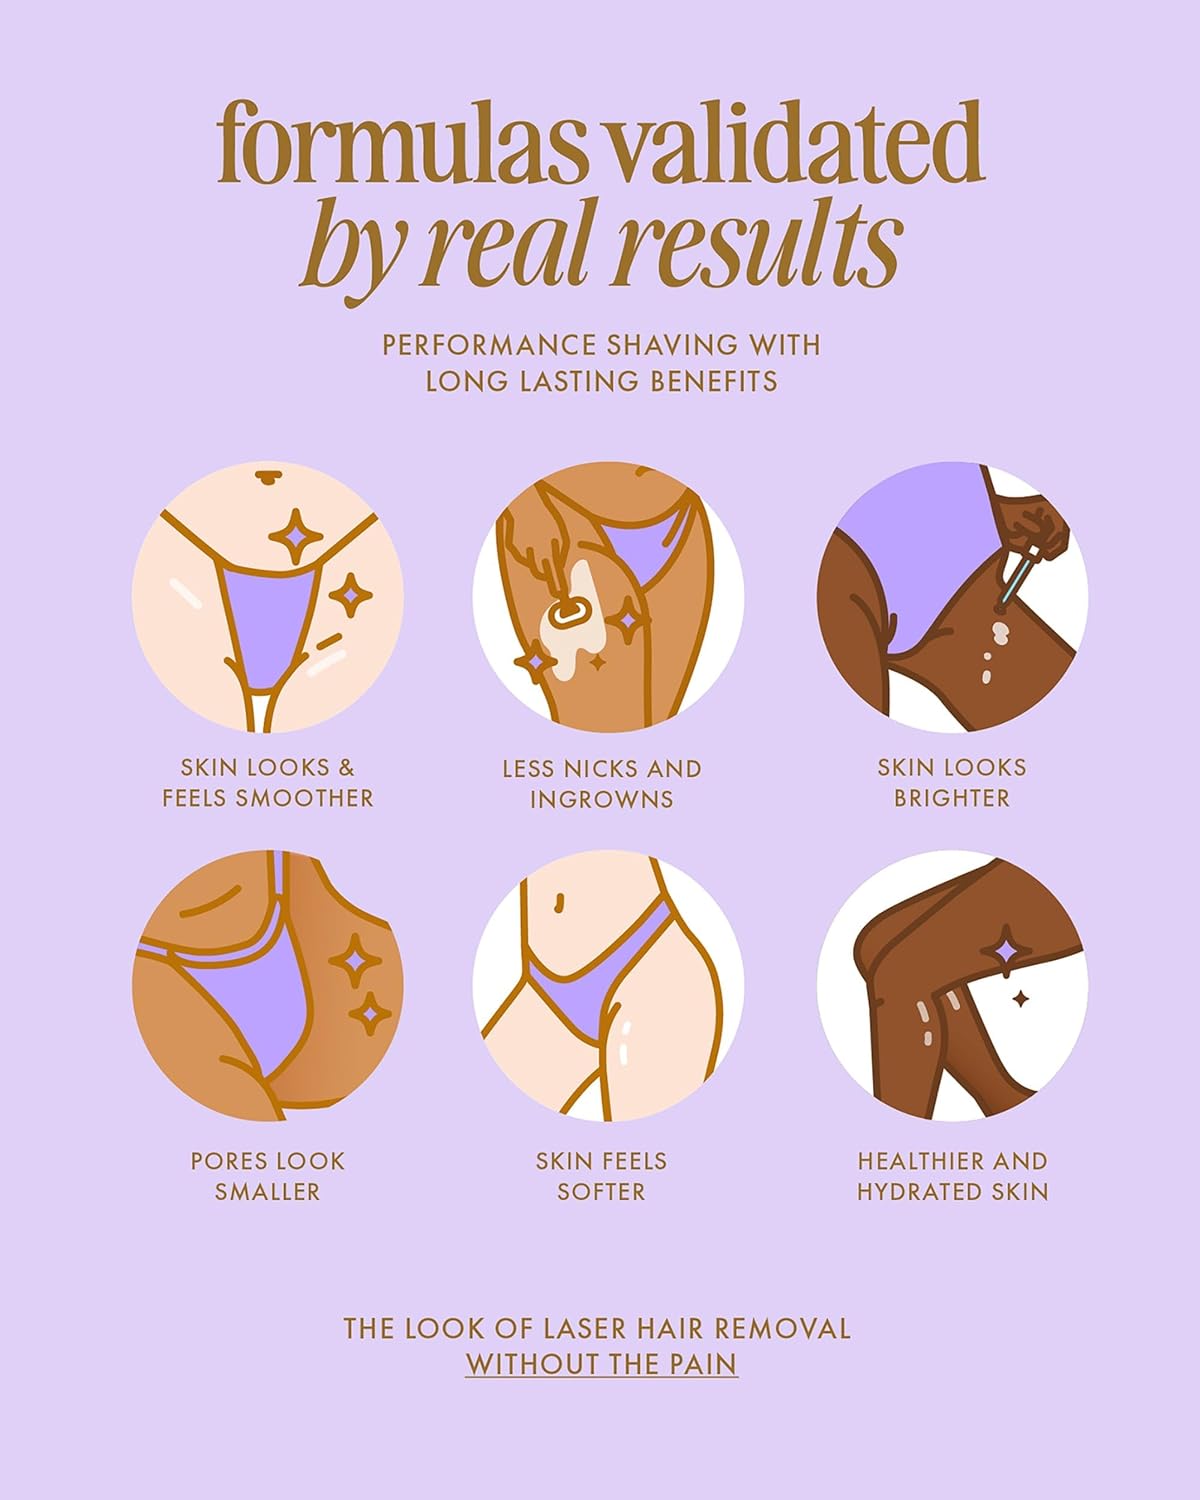 formulas validated
by real results
PERFORMANCE SHAVING WITH
LONG LASTING BENEFITS
SKIN LOOKS &
FEELS SMOOTHER
LESS NICKS AND
INGROWNS
SKIN LOOKS
BRIGHTER
PORES LOOK
SMALLER
SKIN FEELS
SOFTER
HEALTHIER AND
HYDRATED SKIN
THE LOOK OF LASER HAIR REMOVAL
WITHOUT THE PAIN